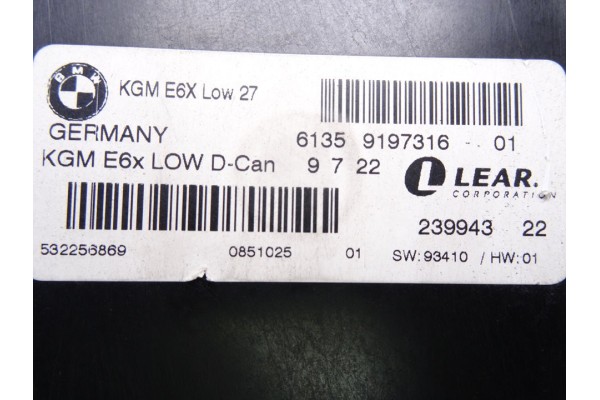 BMW
KGM E6X Low 27
GERMANY 6135 9197316 - 01
KGM E6x LOW D-Can 9 7 22
LEAR.
CORPORATION
239943 22
532256869 0851025 01 SW:93410 / HW:01